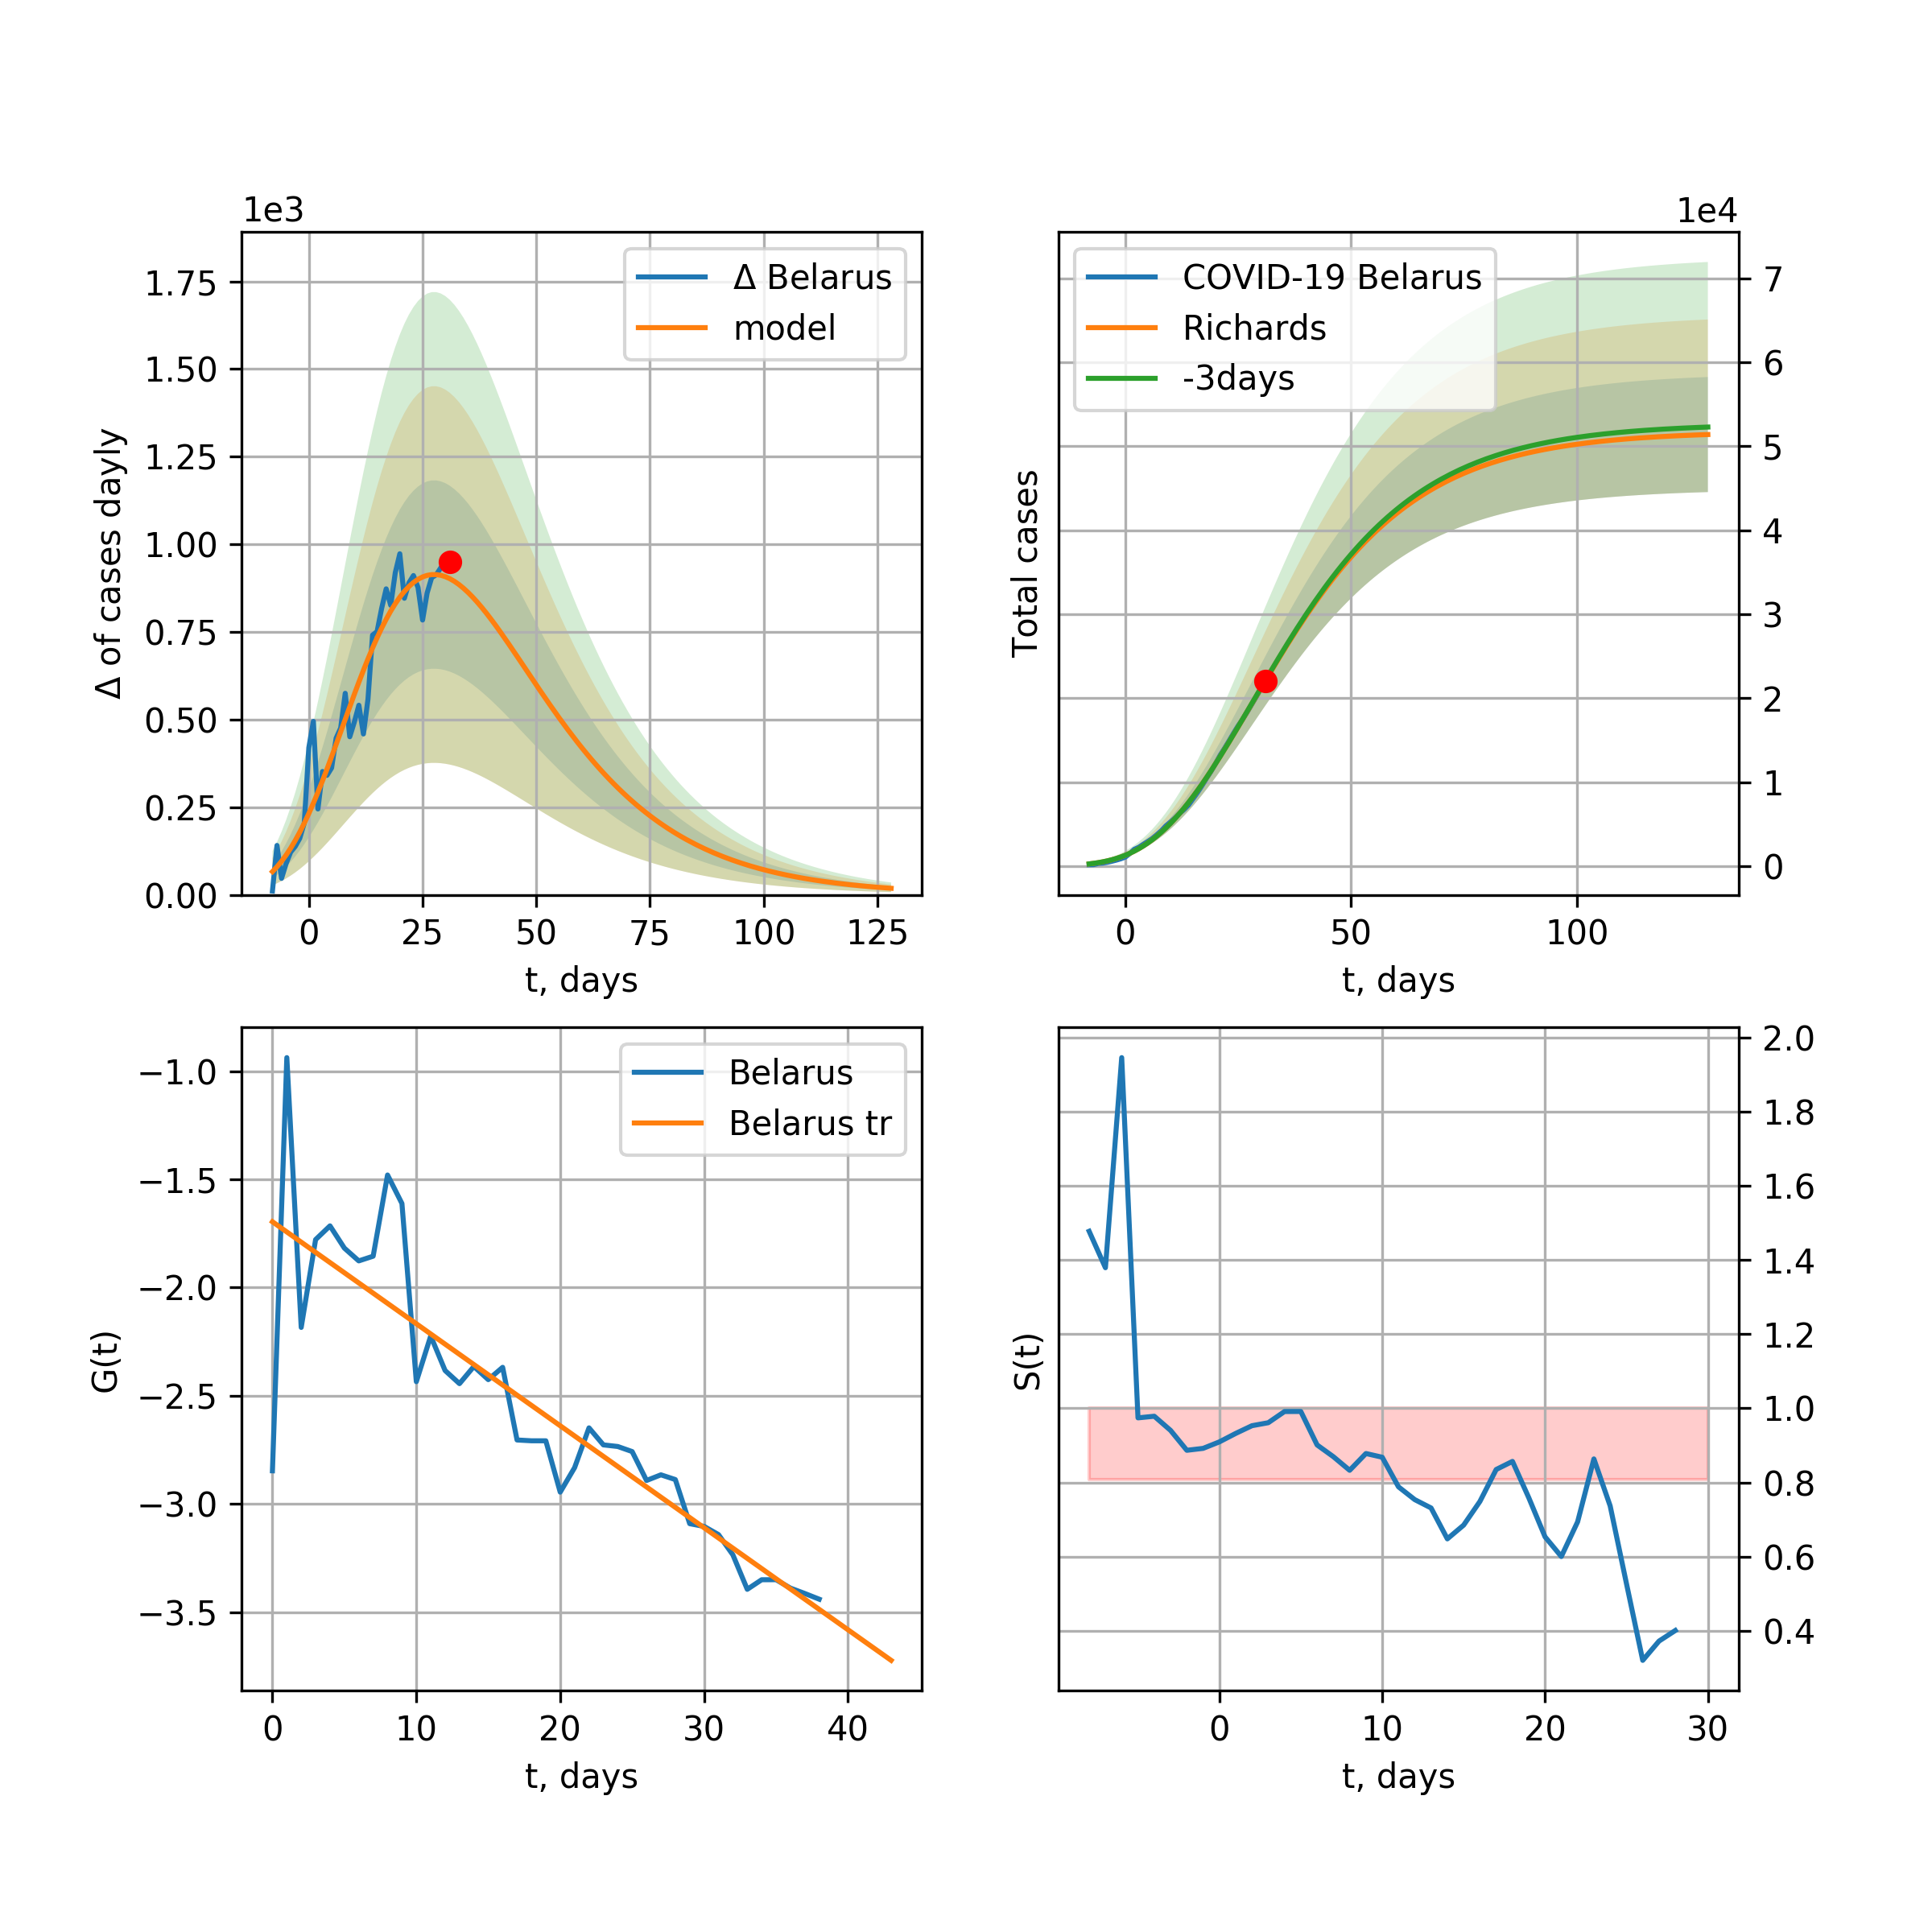 1e3
Δ of cases dayly
1.75
1.50
1.25
1.00
0.75
0.50
0.25
0.00
0 25 50 75 100 125
t, days
Δ Belarus
model
1e4
Total cases
7
6
5
4
3
2
1
0
0 50 100
t, days
COVID-19 Belarus
Richards
-3days
G(t)
−1.0
−1.5
−2.0
−2.5
−3.0
−3.5
0 10 20 30 40
t, days
Belarus
Belarus tr
S(t)
2.0
1.8
1.6
1.4
1.2
1.0
0.8
0.6
0.4
0 10 20 30
t, days